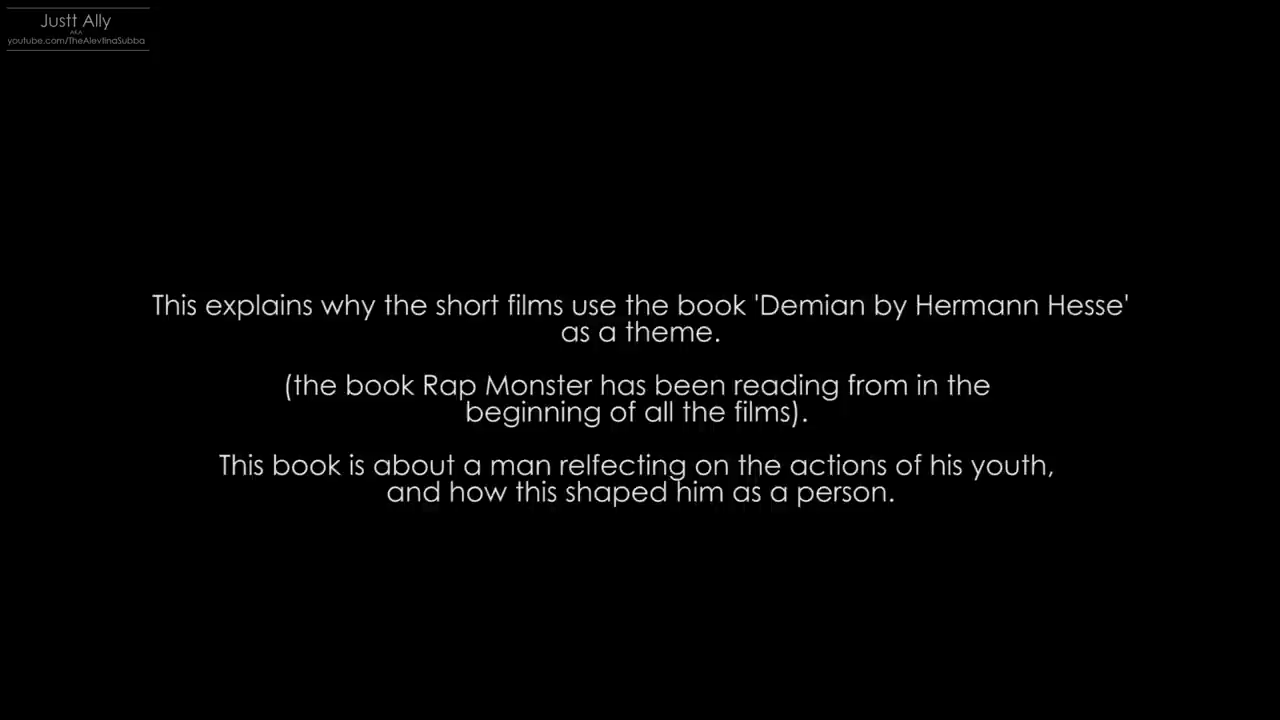 Justt Ally
AKA
youtube.com/TheAlevtinaSubba
This explains why the short films use the book 'Demian by Hermann Hesse'
as a theme.
(the book Rap Monster has been reading from in the
beginning of all the films).
This book is about a man relfecting on the actions of his youth,
and how this shaped him as a person.